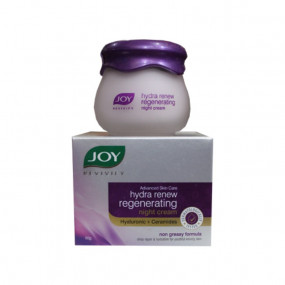 JOY
REVIVIFY
hydra renew
regenerating
night cream
JOY
REVIVIFY
Advanced Skin Care
hydra renew
regenerating
night cream
Hyaluronic + Ceramides
non greasy formula